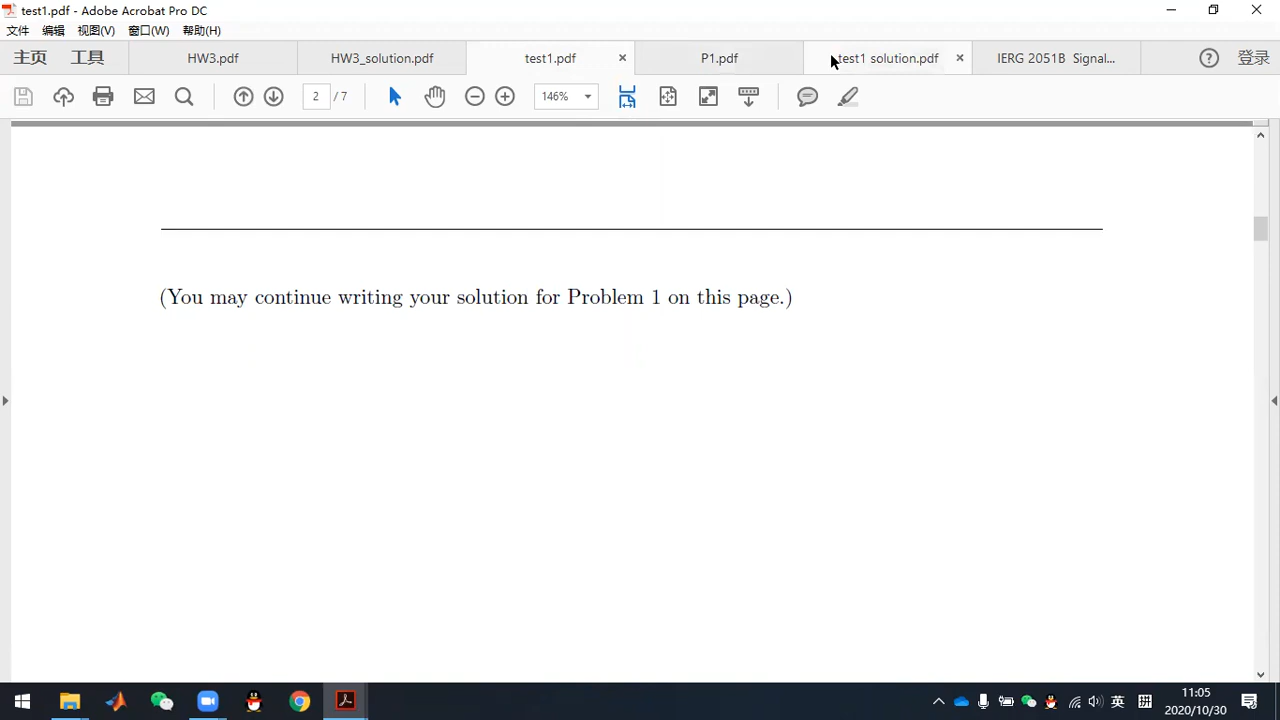 test1.pdf - Adobe Acrobat Pro DC
文件 编辑 视图(V) 窗口(W) 帮助(H)
主页 工具 HW3.pdf HW3_solution.pdf test1.pdf × P1.pdf test1 solution.pdf × IERG 2051B Signal... ? 登录
2 / 7 146%
(You may continue writing your solution for Problem 1 on this page.)
英 11:05
2020/10/30